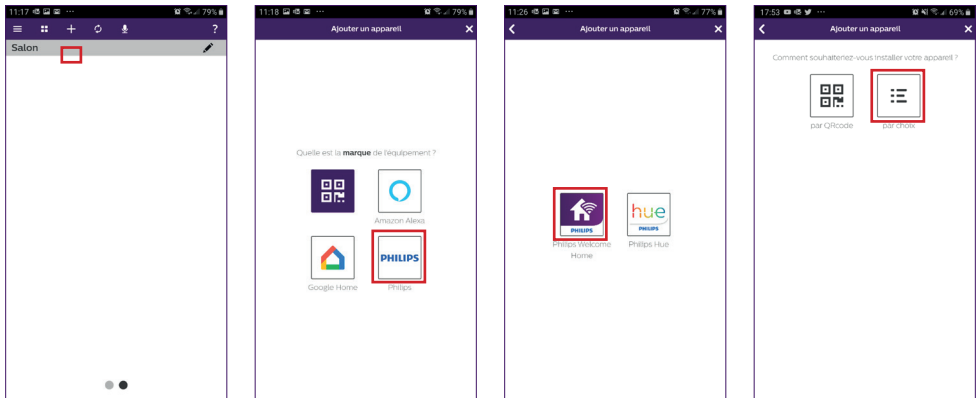 11:17 ··· 79%
?
Salon
11:18 ··· 79%
Ajouter un appareil
Quelle est la marque de l'équipement ?
Amazon Alexa
PHILIPS
Google Home
Philips
11:26 ··· 77%
Ajouter un appareil
PHILIPS
hue
PHILIPS
Philips Welcome
Home
Philips Hue
17:53 ··· 69%
Ajouter un appareil
Comment souhaiteriez-vous installer votre appareil ?
par QRcode
par choix